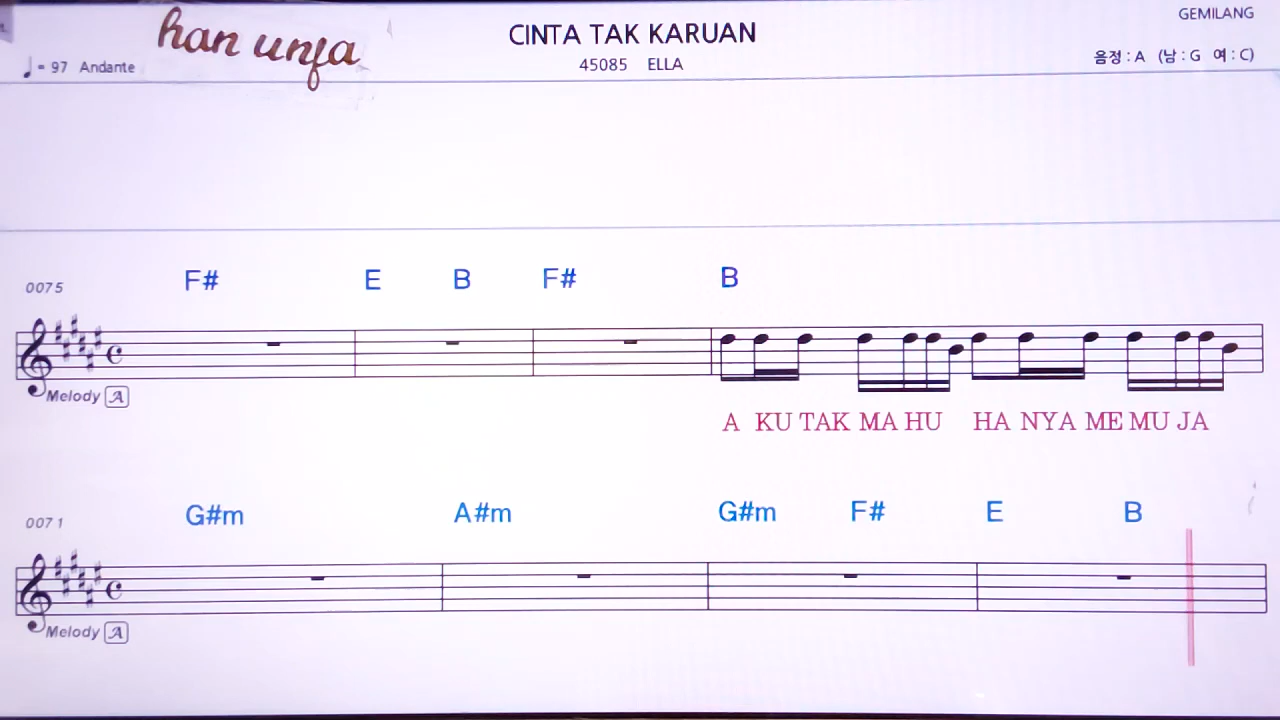 GEMILANG
han unja
CINTA TAK KARUAN
♩ = 97 Andante
45085 ELLA
음정 : A (남 : G 여 : C)
F# E B F# B
0075
Melody A
A KU TAK MA HU HA NYA ME MU JA
G#m A#m G#m F# E B
0071
Melody A